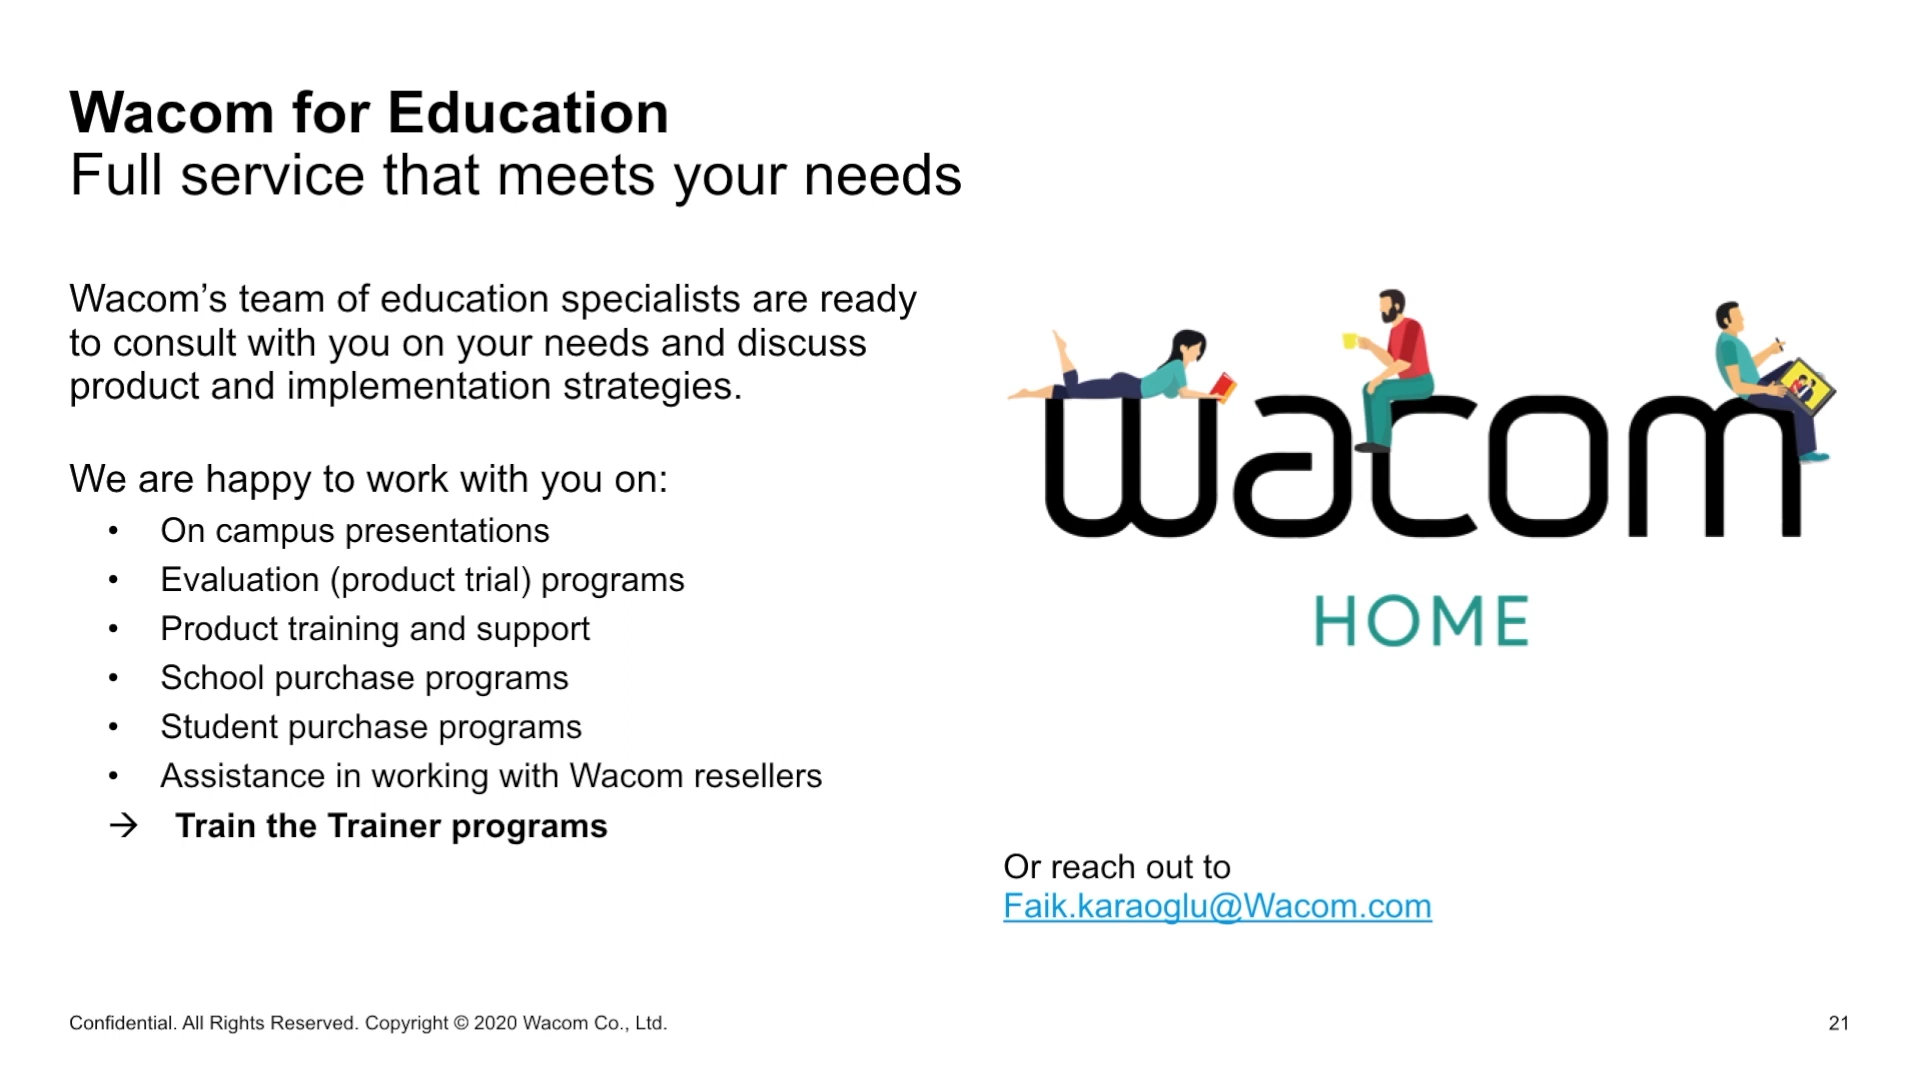 Wacom for Education
Full service that meets your needs
Wacom’s team of education specialists are ready
to consult with you on your needs and discuss
product and implementation strategies.
We are happy to work with you on:
• On campus presentations
• Evaluation (product trial) programs
• Product training and support
• School purchase programs
• Student purchase programs
• Assistance in working with Wacom resellers
→ Train the Trainer programs
wacom
HOME
Or reach out to
Faik.karaoglu@Wacom.com
Confidential. All Rights Reserved. Copyright © 2020 Wacom Co., Ltd.
21